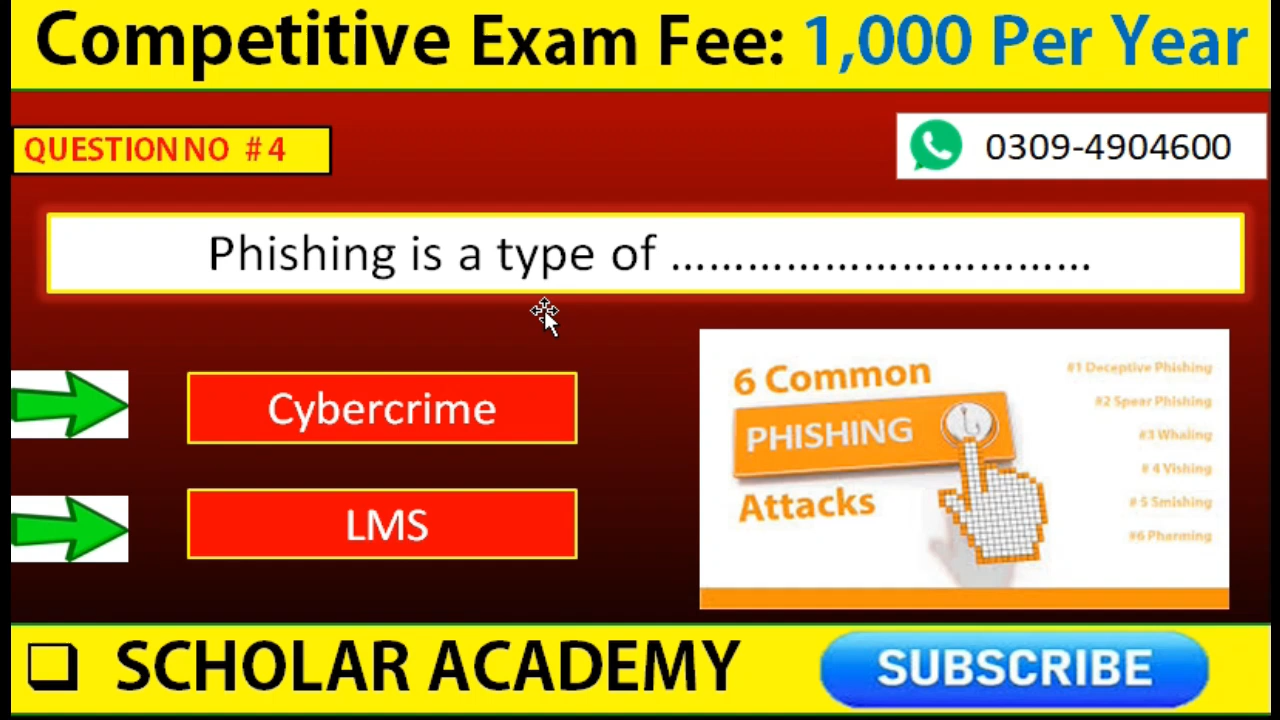 Competitive Exam Fee: 1,000 Per Year
QUESTION NO # 4
0309-4904600
Phishing is a type of ……………………………
Cybercrime
LMS
6 Common
PHISHING
Attacks
#1 Deceptive Phishing
#2 Spear Phishing
#3 Whaling
# 4 Vishing
# 5 Smishing
#6 Pharming
SCHOLAR ACADEMY
SUBSCRIBE